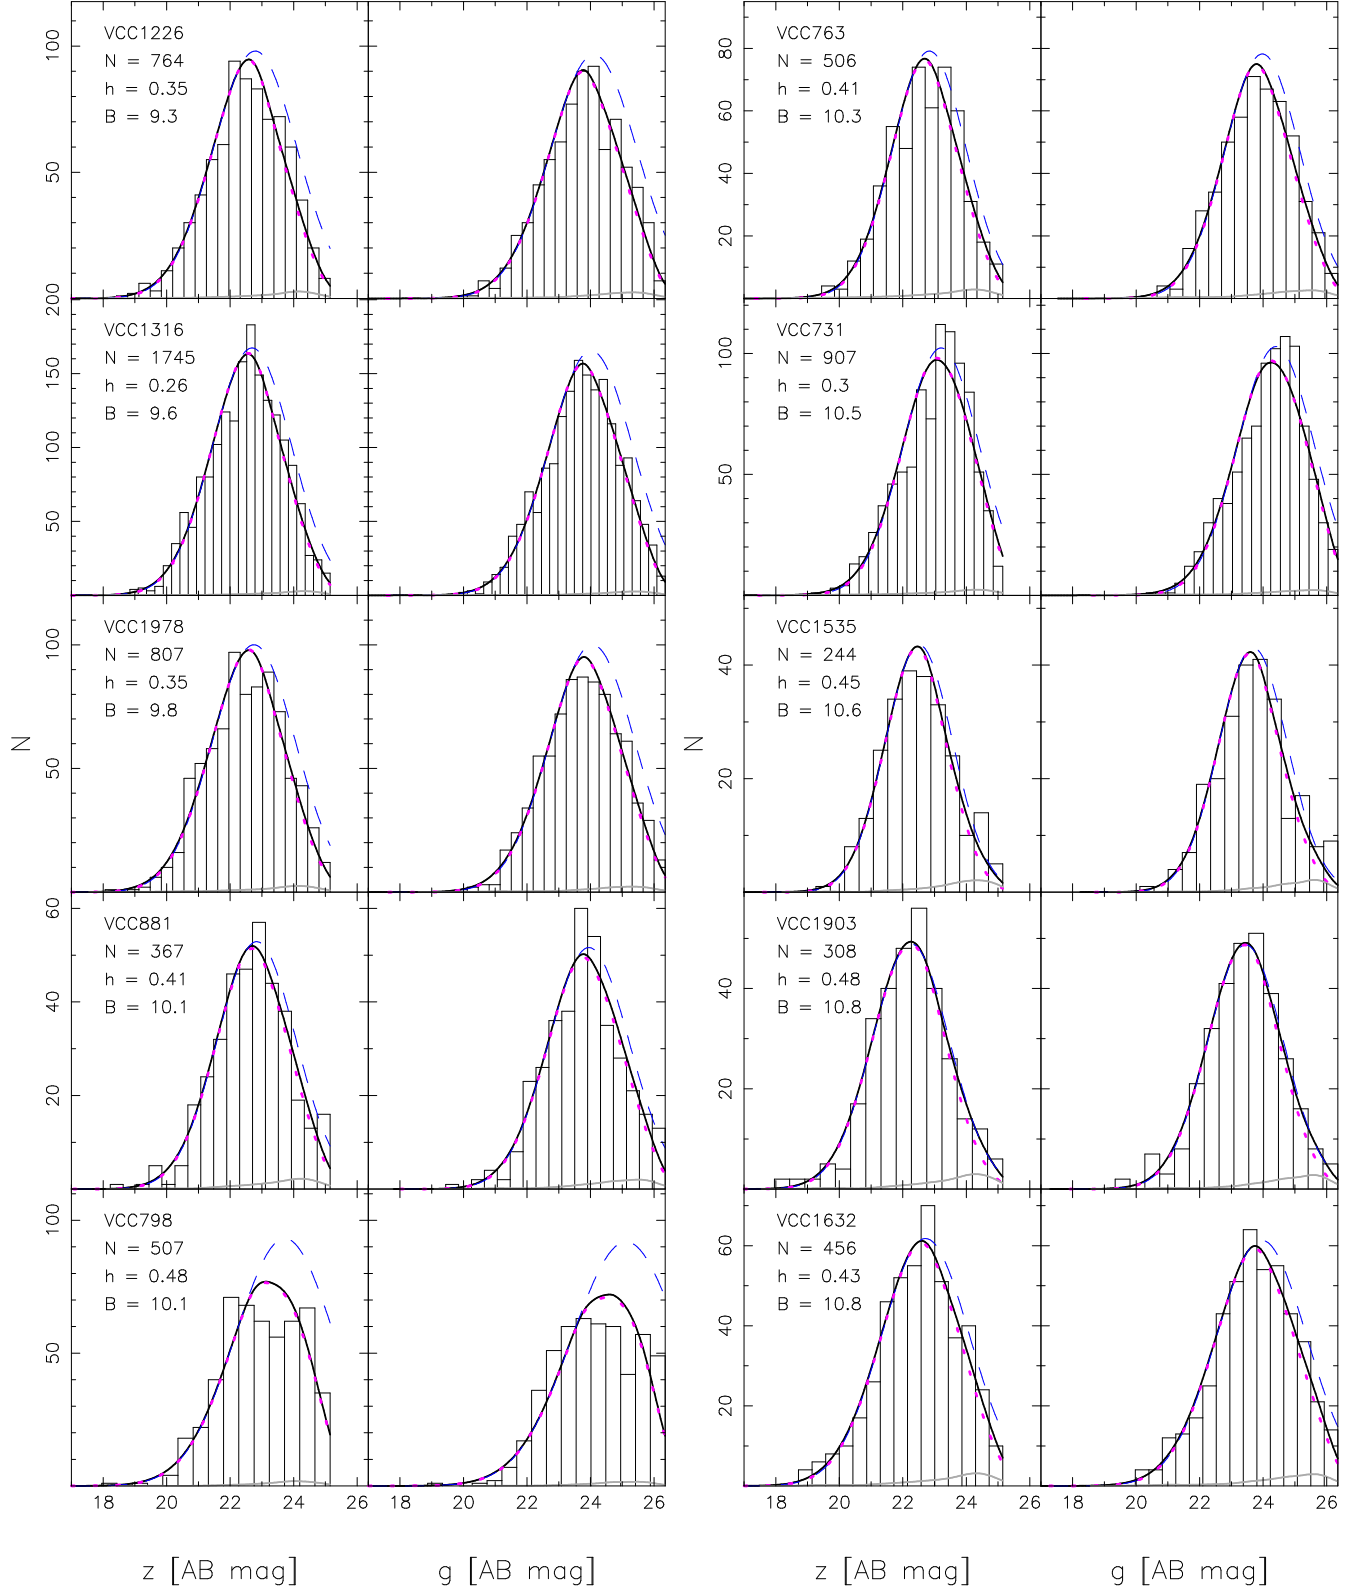 VCC1226
N = 764
h = 0.35
B = 9.3
100
50
200
VCC1316
N = 1745
h = 0.26
B = 9.6
150
100
50
VCC1978
N = 807
h = 0.35
B = 9.8
100
50
N
VCC881
N = 367
h = 0.41
B = 10.1
60
40
20
VCC798
N = 507
h = 0.48
B = 10.1
100
50
18 20 22 24 26 18 20 22 24 26
z [AB mag] g [AB mag]
VCC763
N = 506
h = 0.41
B = 10.3
80
60
40
20
VCC731
N = 907
h = 0.3
B = 10.5
100
50
VCC1535
N = 244
h = 0.45
B = 10.6
40
20
N
VCC1903
N = 308
h = 0.48
B = 10.8
40
20
VCC1632
N = 456
h = 0.43
B = 10.8
60
40
20
18 20 22 24 26 18 20 22 24 26
z [AB mag] g [AB mag]